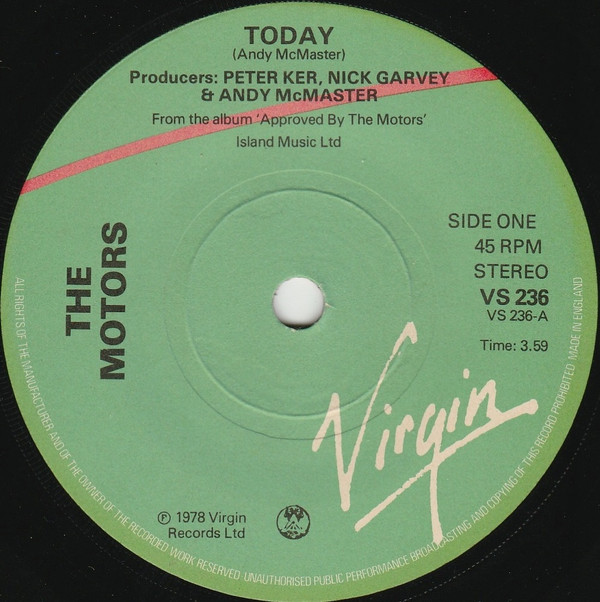 TODAY
(Andy McMaster)
Producers: PETER KER, NICK GARVEY
& ANDY McMASTER
From the album 'Approved By The Motors'
Island Music Ltd
THE
MOTORS
SIDE ONE
45 RPM
STEREO
VS 236
VS 236-A
Time: 3.59
Virgin
℗ 1978 Virgin
Records Ltd
ALL RIGHTS OF THE MANUFACTURER AND OF THE OWNER OF THE RECORDED WORK RESERVED UNAUTHORISED PUBLIC PERFORMANCE BROADCASTING AND COPYING OF THIS RECORD PROHIBITED MADE IN ENGLAND